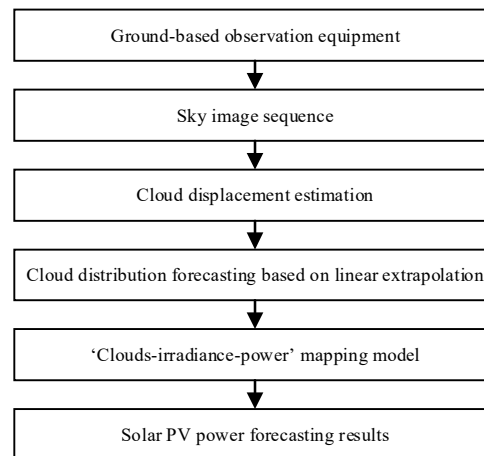 Ground-based observation equipment
Sky image sequence
Cloud displacement estimation
Cloud distribution forecasting based on linear extrapolation
‘Clouds-irradiance-power’ mapping model
Solar PV power forecasting results